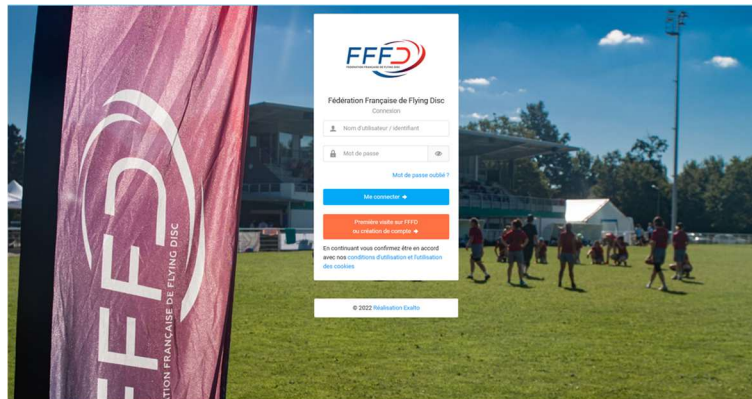 FFFD
FÉDÉRATION FRANÇAISE DE FLYING DISC
Fédération Française de Flying Disc
Connexion
Nom d'utilisateur / identifiant
Mot de passe
Mot de passe oublié ?
Me connecter
Première visite sur FFFD
ou création de compte
En continuant vous confirmez être en accord
avec nos conditions d'utilisation et l'utilisation
des cookies
© 2022 Réalisation Exalto
FFFD
TION FRANÇAISE DE FLYING DISC